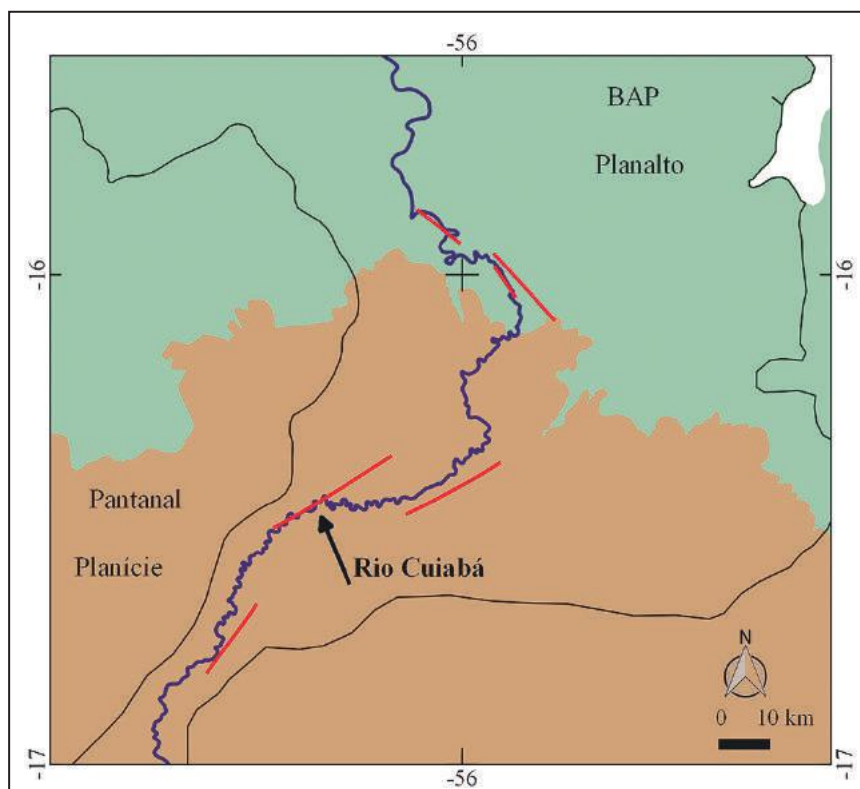 -56
BAP
Planalto
-16
-16
Pantanal
Planície
Rio Cuiabá
N
0 10 km
-17
-17
-56